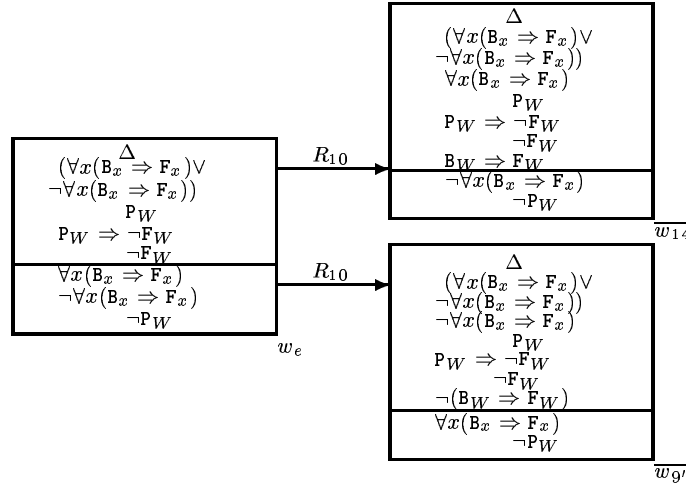 Δ
(∀x(B_x ⇒ F_x)∨
¬∀x(B_x ⇒ F_x))
P_W
P_W ⇒ ¬F_W
¬F_W
∀x(B_x ⇒ F_x)
¬∀x(B_x ⇒ F_x)
¬P_W
w_e
R_10
R_10
Δ
(∀x(B_x ⇒ F_x)∨
¬∀x(B_x ⇒ F_x))
∀x(B_x ⇒ F_x)
P_W
P_W ⇒ ¬F_W
¬F_W
B_W ⇒ F_W
¬∀x(B_x ⇒ F_x)
¬P_W
w_14
Δ
(∀x(B_x ⇒ F_x)∨
¬∀x(B_x ⇒ F_x))
¬∀x(B_x ⇒ F_x)
P_W
P_W ⇒ ¬F_W
¬F_W
¬(B_W ⇒ F_W)
∀x(B_x ⇒ F_x)
¬P_W
w_9'